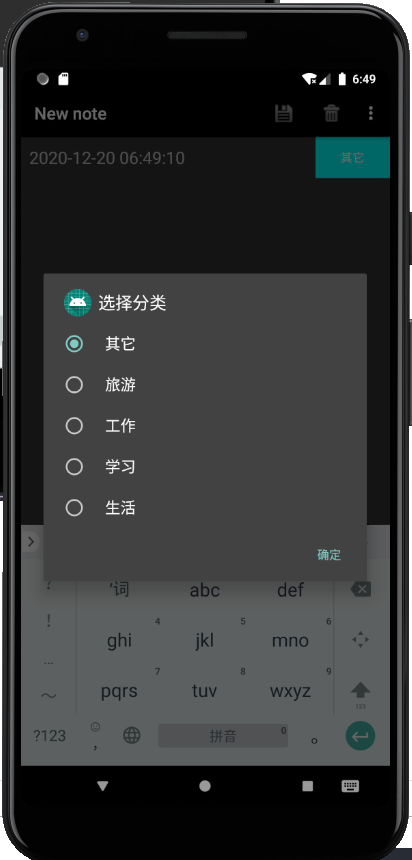 6:49
New note
2020-12-20 06:49:10
其它
选择分类
其它
旅游
工作
学习
生活
确定
? '词 abc def
! 4 5 6
ghi jkl mno
... 7 8 9
~ pqrs tuv wxyz
123
?123 , 拼音 0 。